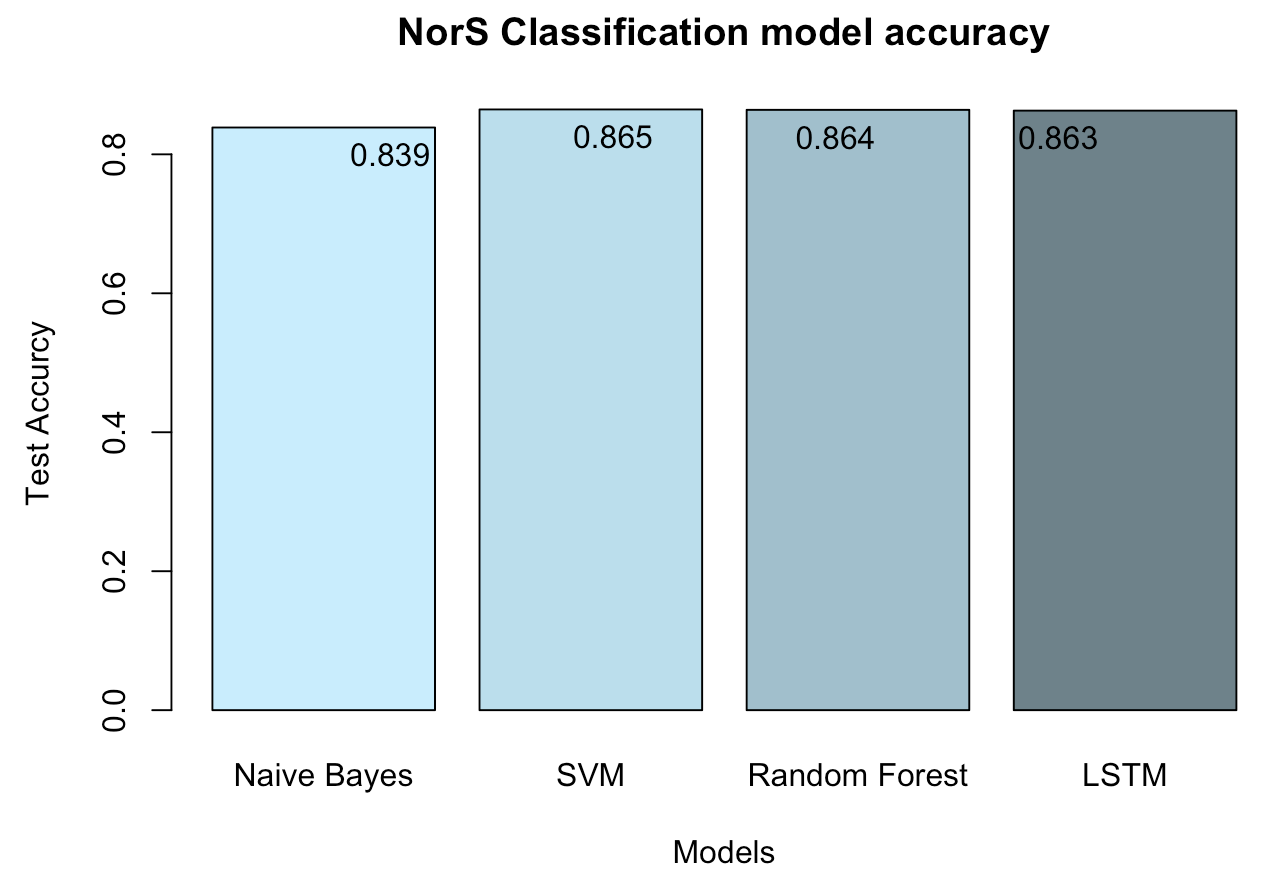 NorS Classification model accuracy
0.839
0.865
0.864
0.863
0.8
0.6
0.4
0.2
0.0
Test Accurcy
Naive Bayes
SVM
Random Forest
LSTM
Models